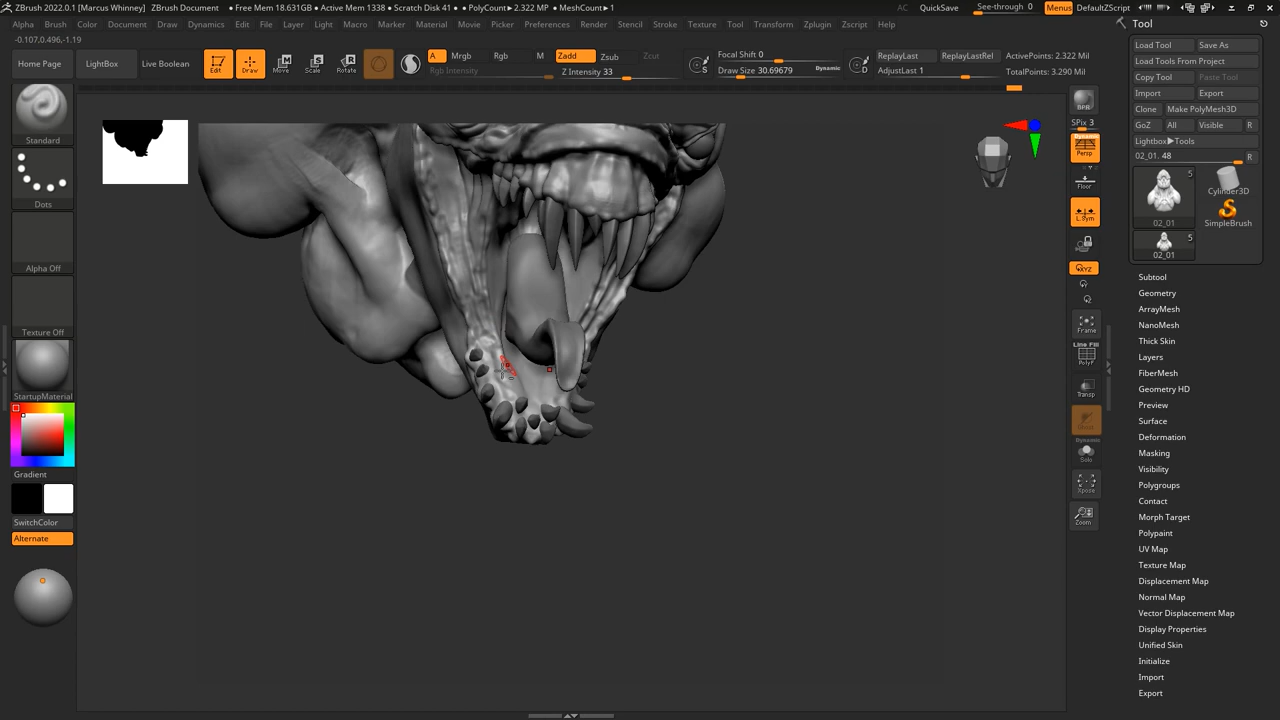 ZBrush 2022.0.1 [Marcus Whinney] ZBrush Document • Free Mem 18.631GB • Active Mem 1338 • Scratch Disk 41 • PolyCount▸2.322 MP • MeshCount▸1 AC QuickSave See-through 0 Menus DefaultZScript Tool
Alpha Brush Color Document Draw Dynamics Edit File Layer Light Macro Marker Material Movie Picker Preferences Render Stencil Stroke Texture Tool Transform Zplugin Zscript Help
-0.107,0.496,-1.19
Home Page LightBox Live Boolean Edit Draw Move Scale Rotate A Mrgb Rgb M Zadd Zsub Zcut Focal Shift 0 ReplayLast ReplayLastRel ActivePoints: 2.322 Mil
Rgb Intensity Z Intensity 33 S Draw Size 30.69679 Dynamic D AdjustLast 1 TotalPoints: 3.290 Mil
Standard
Dots
Alpha Off
Texture Off
StartupMaterial
Gradient
SwitchColor
Alternate
BPR
SPix 3
Dynamic
Persp
Floor
L.Sym
XYZ
Frame
Line Fill
PolyF
Transp
Ghost
Dynamic
Solo
Xpose
Zoom
Load Tool Save As
Load Tools From Project
Copy Tool Paste Tool
Import Export
Clone Make PolyMesh3D
GoZ All Visible R
Lightbox▸Tools
02_01. 48 R
5
Cylinder3D
02_01 SimpleBrush
5
02_01
Subtool
Geometry
ArrayMesh
NanoMesh
Thick Skin
Layers
FiberMesh
Geometry HD
Preview
Surface
Deformation
Masking
Visibility
Polygroups
Contact
Morph Target
Polypaint
UV Map
Texture Map
Displacement Map
Normal Map
Vector Displacement Map
Display Properties
Unified Skin
Initialize
Import
Export